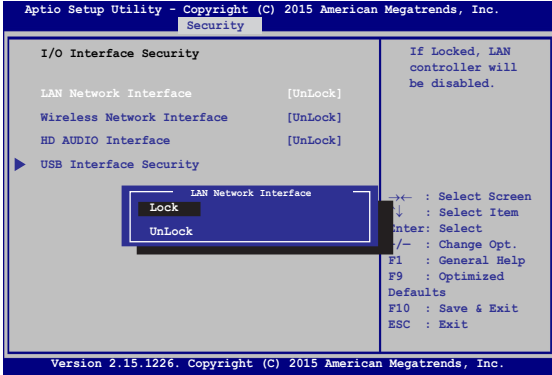 Aptio Setup Utility - Copyright (C) 2015 American Megatrends, Inc.
Security
I/O Interface Security
LAN Network Interface [UnLock]
Wireless Network Interface [UnLock]
HD AUDIO Interface [UnLock]
USB Interface Security
If Locked, LAN
controller will
be disabled.
LAN Network Interface
Lock
UnLock
→← : Select Screen
↓ : Select Item
Enter: Select
/— : Change Opt.
F1 : General Help
F9 : Optimized
Defaults
F10 : Save & Exit
ESC : Exit
Version 2.15.1226. Copyright (C) 2015 American Megatrends, Inc.